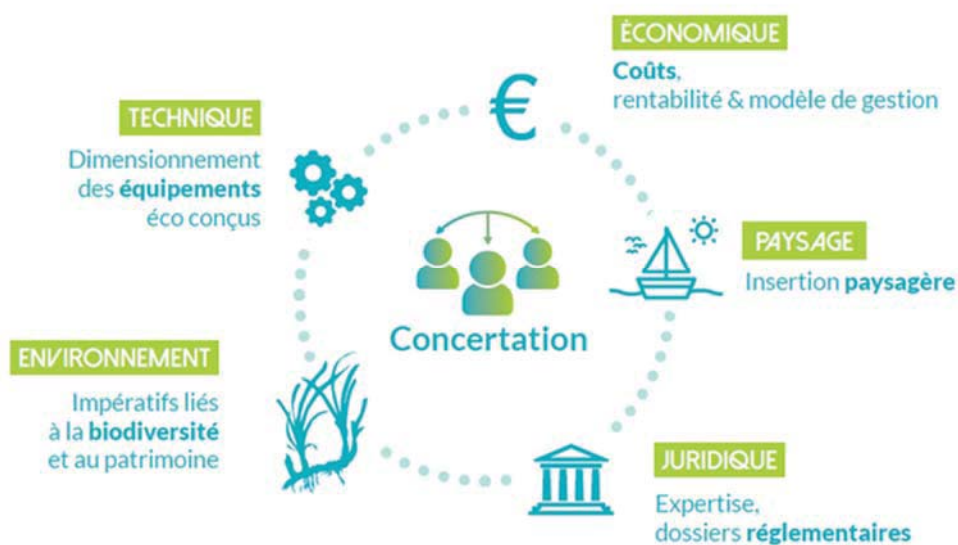 ÉCONOMIQUE
Coûts,
rentabilité & modèle de gestion
TECHNIQUE
Dimensionnement
des équipements
éco conçus
€
PAYSAGE
Insertion paysagère
Concertation
ENVIRONNEMENT
Impératifs liés
à la biodiversité
et au patrimoine
JURIDIQUE
Expertise,
dossiers réglementaires